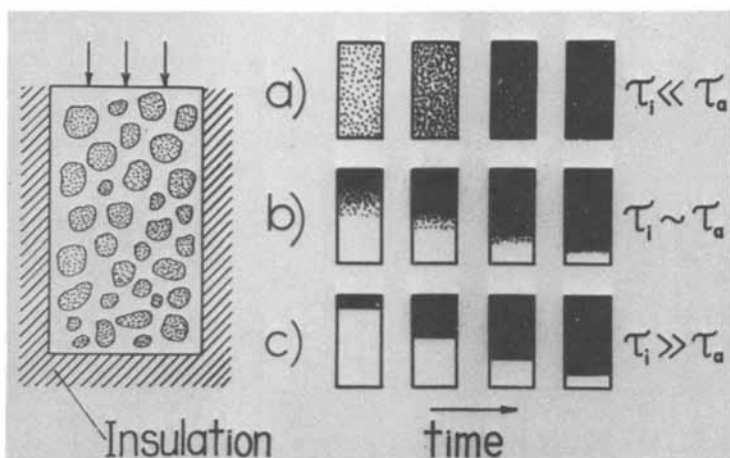 a) τᵢ ≪ τₐ
b) τᵢ ~ τₐ
c) τᵢ ≫ τₐ
Insulation
time